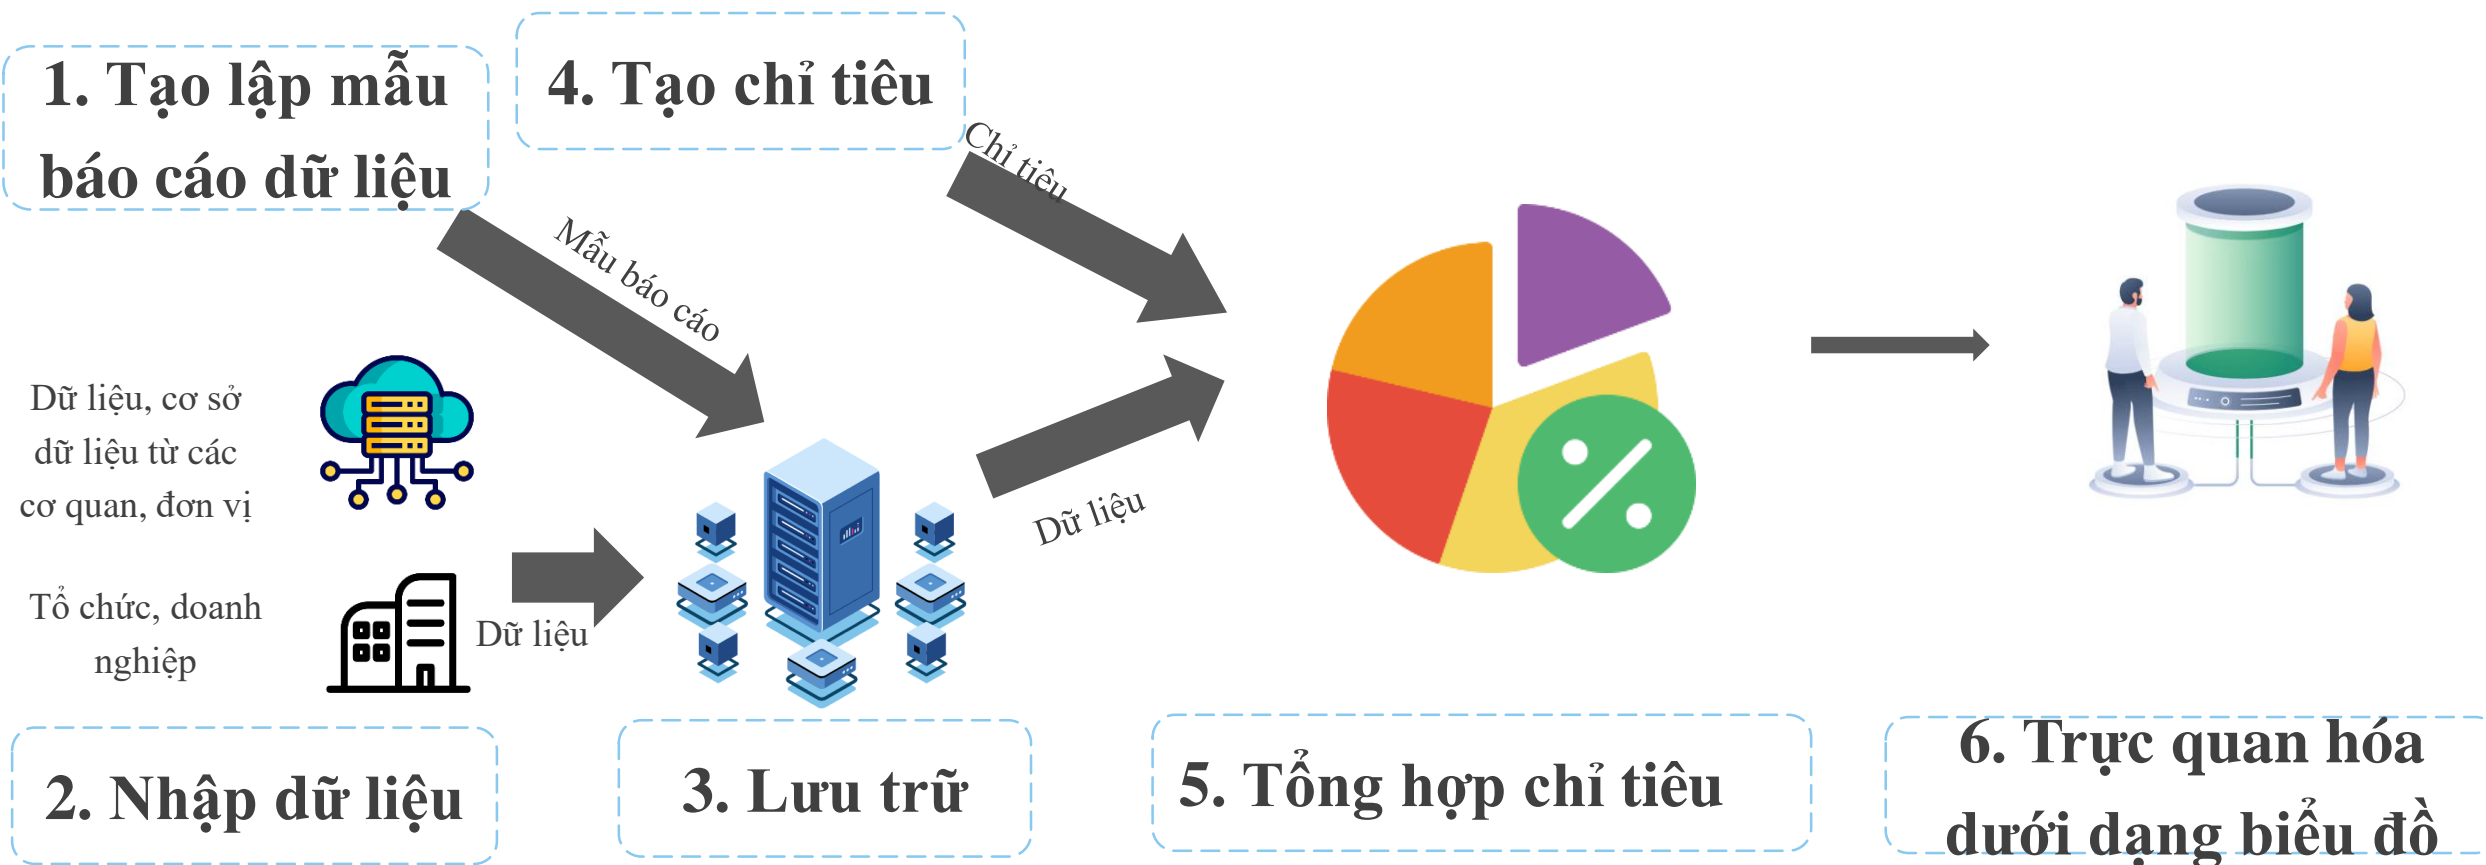 1. Tạo lập mẫu
báo cáo dữ liệu
4. Tạo chỉ tiêu
Chỉ tiêu
Mẫu báo cáo
Dữ liệu, cơ sở
dữ liệu từ các
cơ quan, đơn vị
Tổ chức, doanh
nghiệp
Dữ liệu
Dữ liệu
2. Nhập dữ liệu
3. Lưu trữ
5. Tổng hợp chỉ tiêu
6. Trực quan hóa
dưới dạng biểu đồ